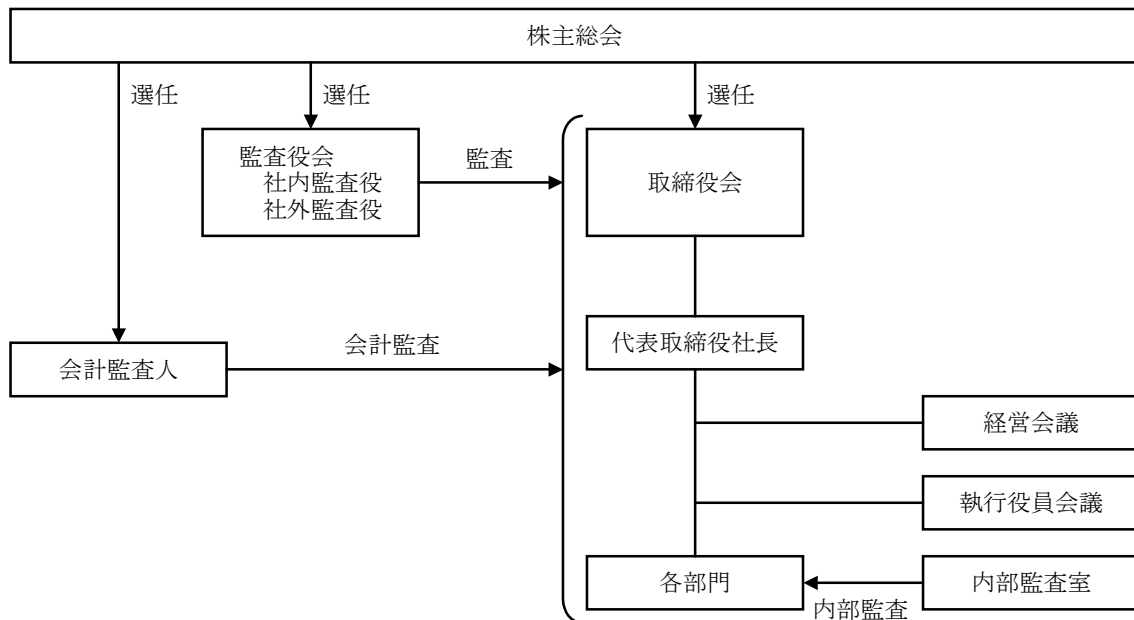 株主総会
選任
選任
選任
監査役会
社内監査役
社外監査役
監査
取締役会
代表取締役社長
会計監査
会計監査人
経営会議
執行役員会議
各部門
内部監査室
内部監査